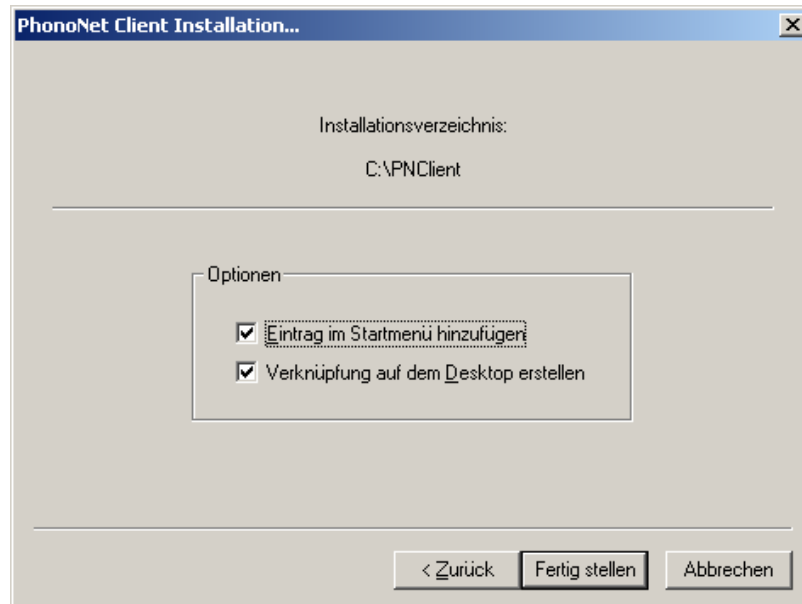 PhonoNet Client Installation...
Installationsverzeichnis:
C:\PNClient
Optionen
Eintrag im Startmenü hinzufügen
Verknüpfung auf dem Desktop erstellen
< Zurück
Fertig stellen
Abbrechen